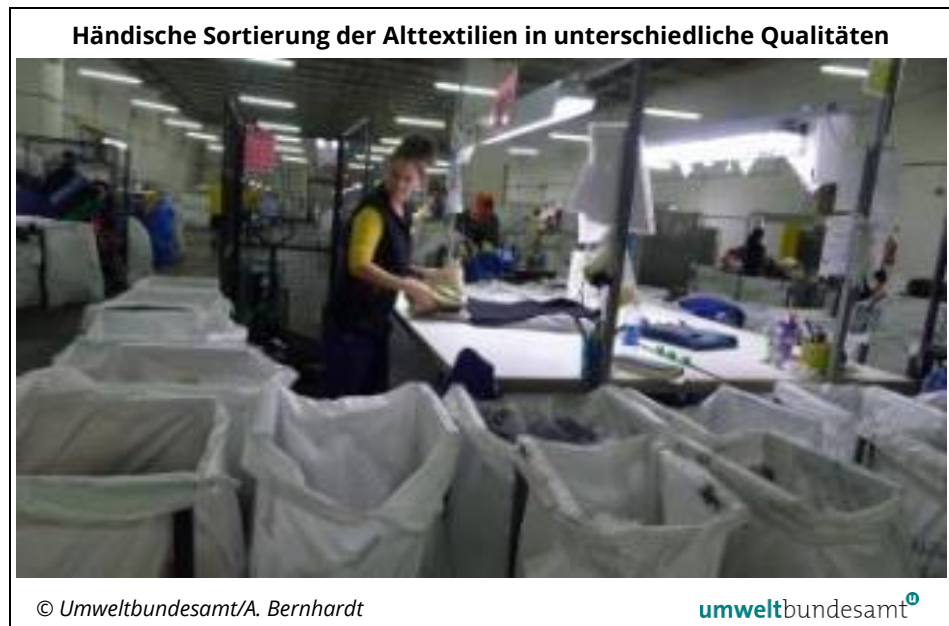 Händische Sortierung der Alttextilien in unterschiedliche Qualitäten
© Umweltbundesamt/A. Bernhardt
umweltbundesamt